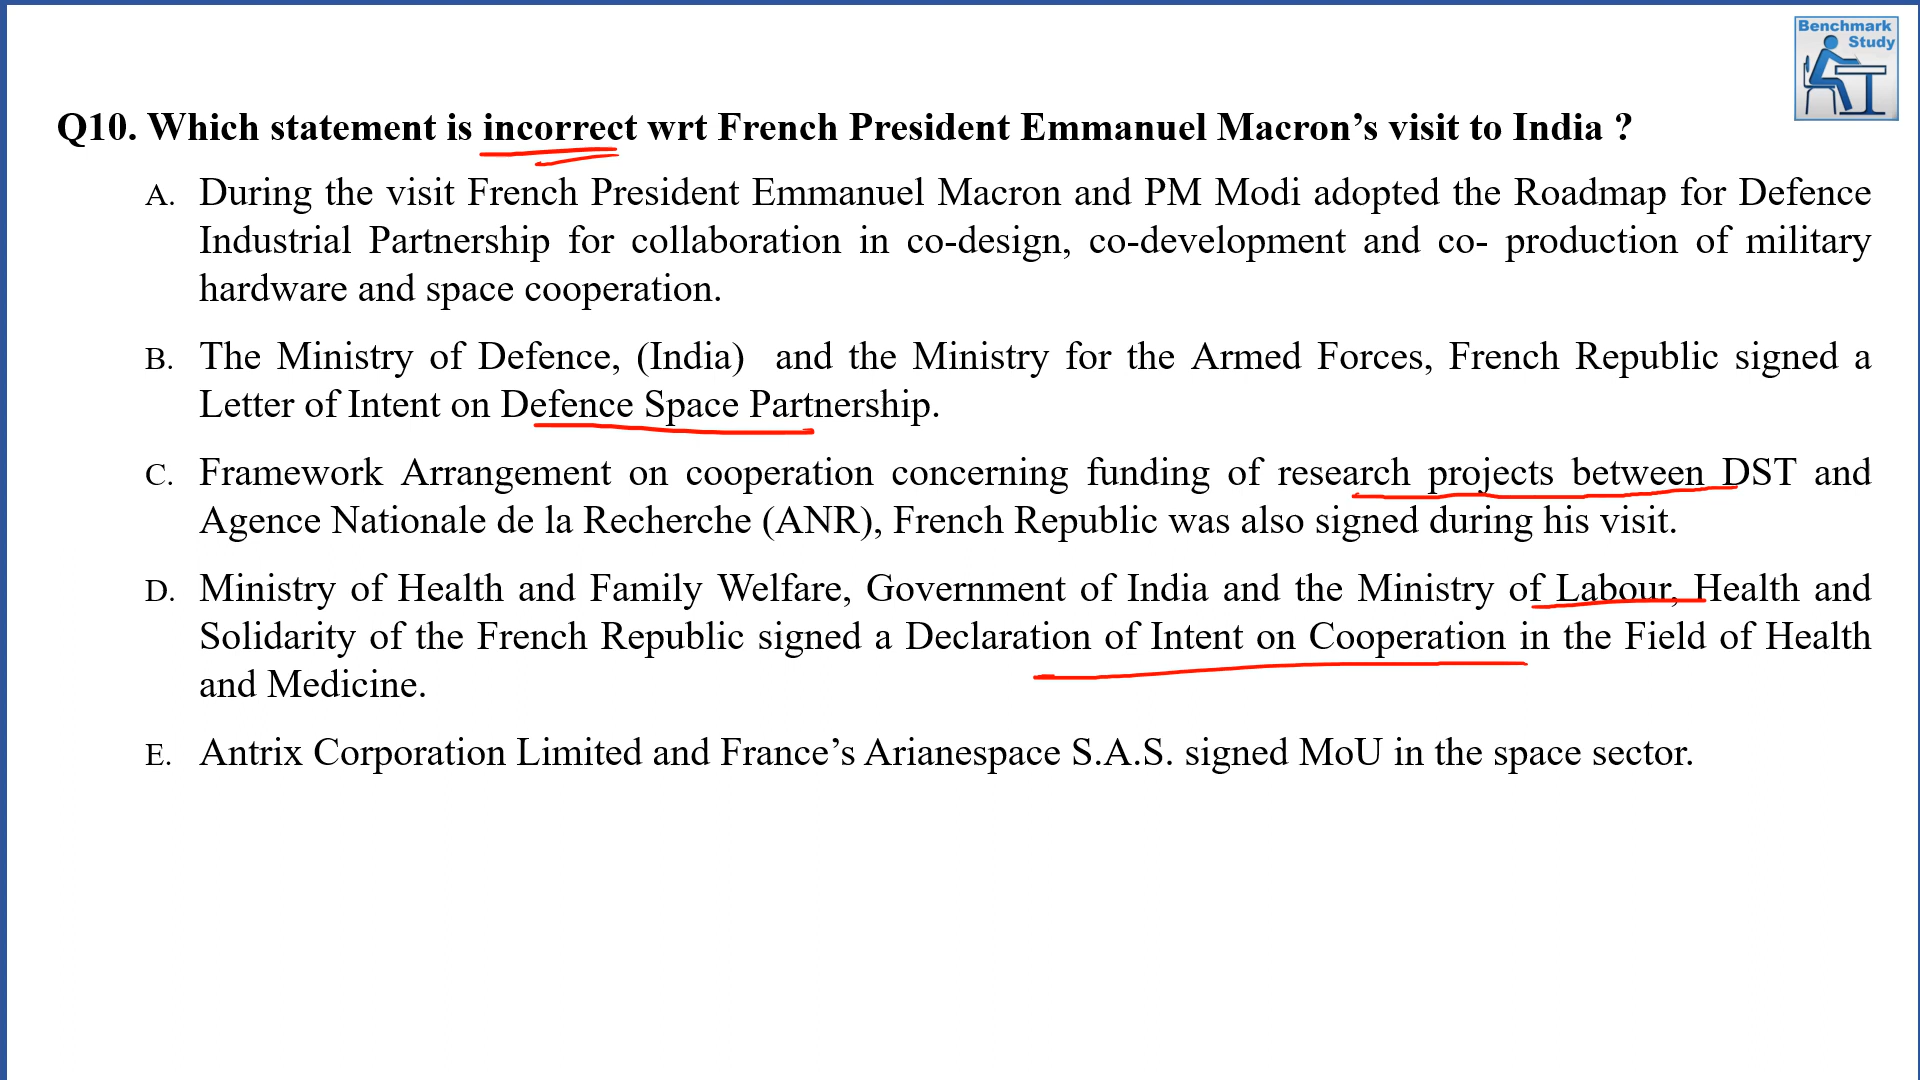 Benchmark
Study
Q10. Which statement is incorrect wrt French President Emmanuel Macron’s visit to India ?
A. During the visit French President Emmanuel Macron and PM Modi adopted the Roadmap for Defence
Industrial Partnership for collaboration in co-design, co-development and co- production of military
hardware and space cooperation.
B. The Ministry of Defence, (India) and the Ministry for the Armed Forces, French Republic signed a
Letter of Intent on Defence Space Partnership.
C. Framework Arrangement on cooperation concerning funding of research projects between DST and
Agence Nationale de la Recherche (ANR), French Republic was also signed during his visit.
D. Ministry of Health and Family Welfare, Government of India and the Ministry of Labour, Health and
Solidarity of the French Republic signed a Declaration of Intent on Cooperation in the Field of Health
and Medicine.
E. Antrix Corporation Limited and France’s Arianespace S.A.S. signed MoU in the space sector.